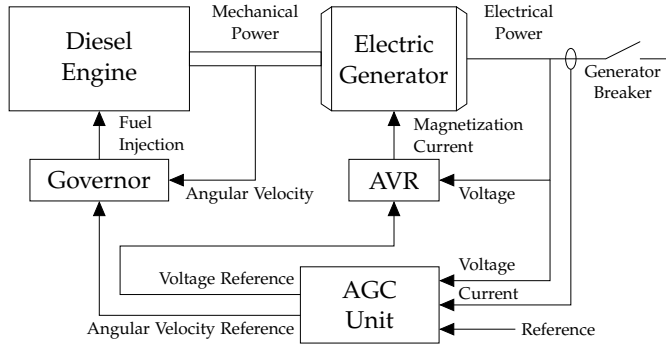 Diesel
Engine
Mechanical
Power
Electric
Generator
Electrical
Power
Generator
Breaker
Fuel
Injection
Magnetization
Current
Governor
Angular Velocity
AVR
Voltage
Voltage Reference
Angular Velocity Reference
AGC
Unit
Voltage
Current
Reference